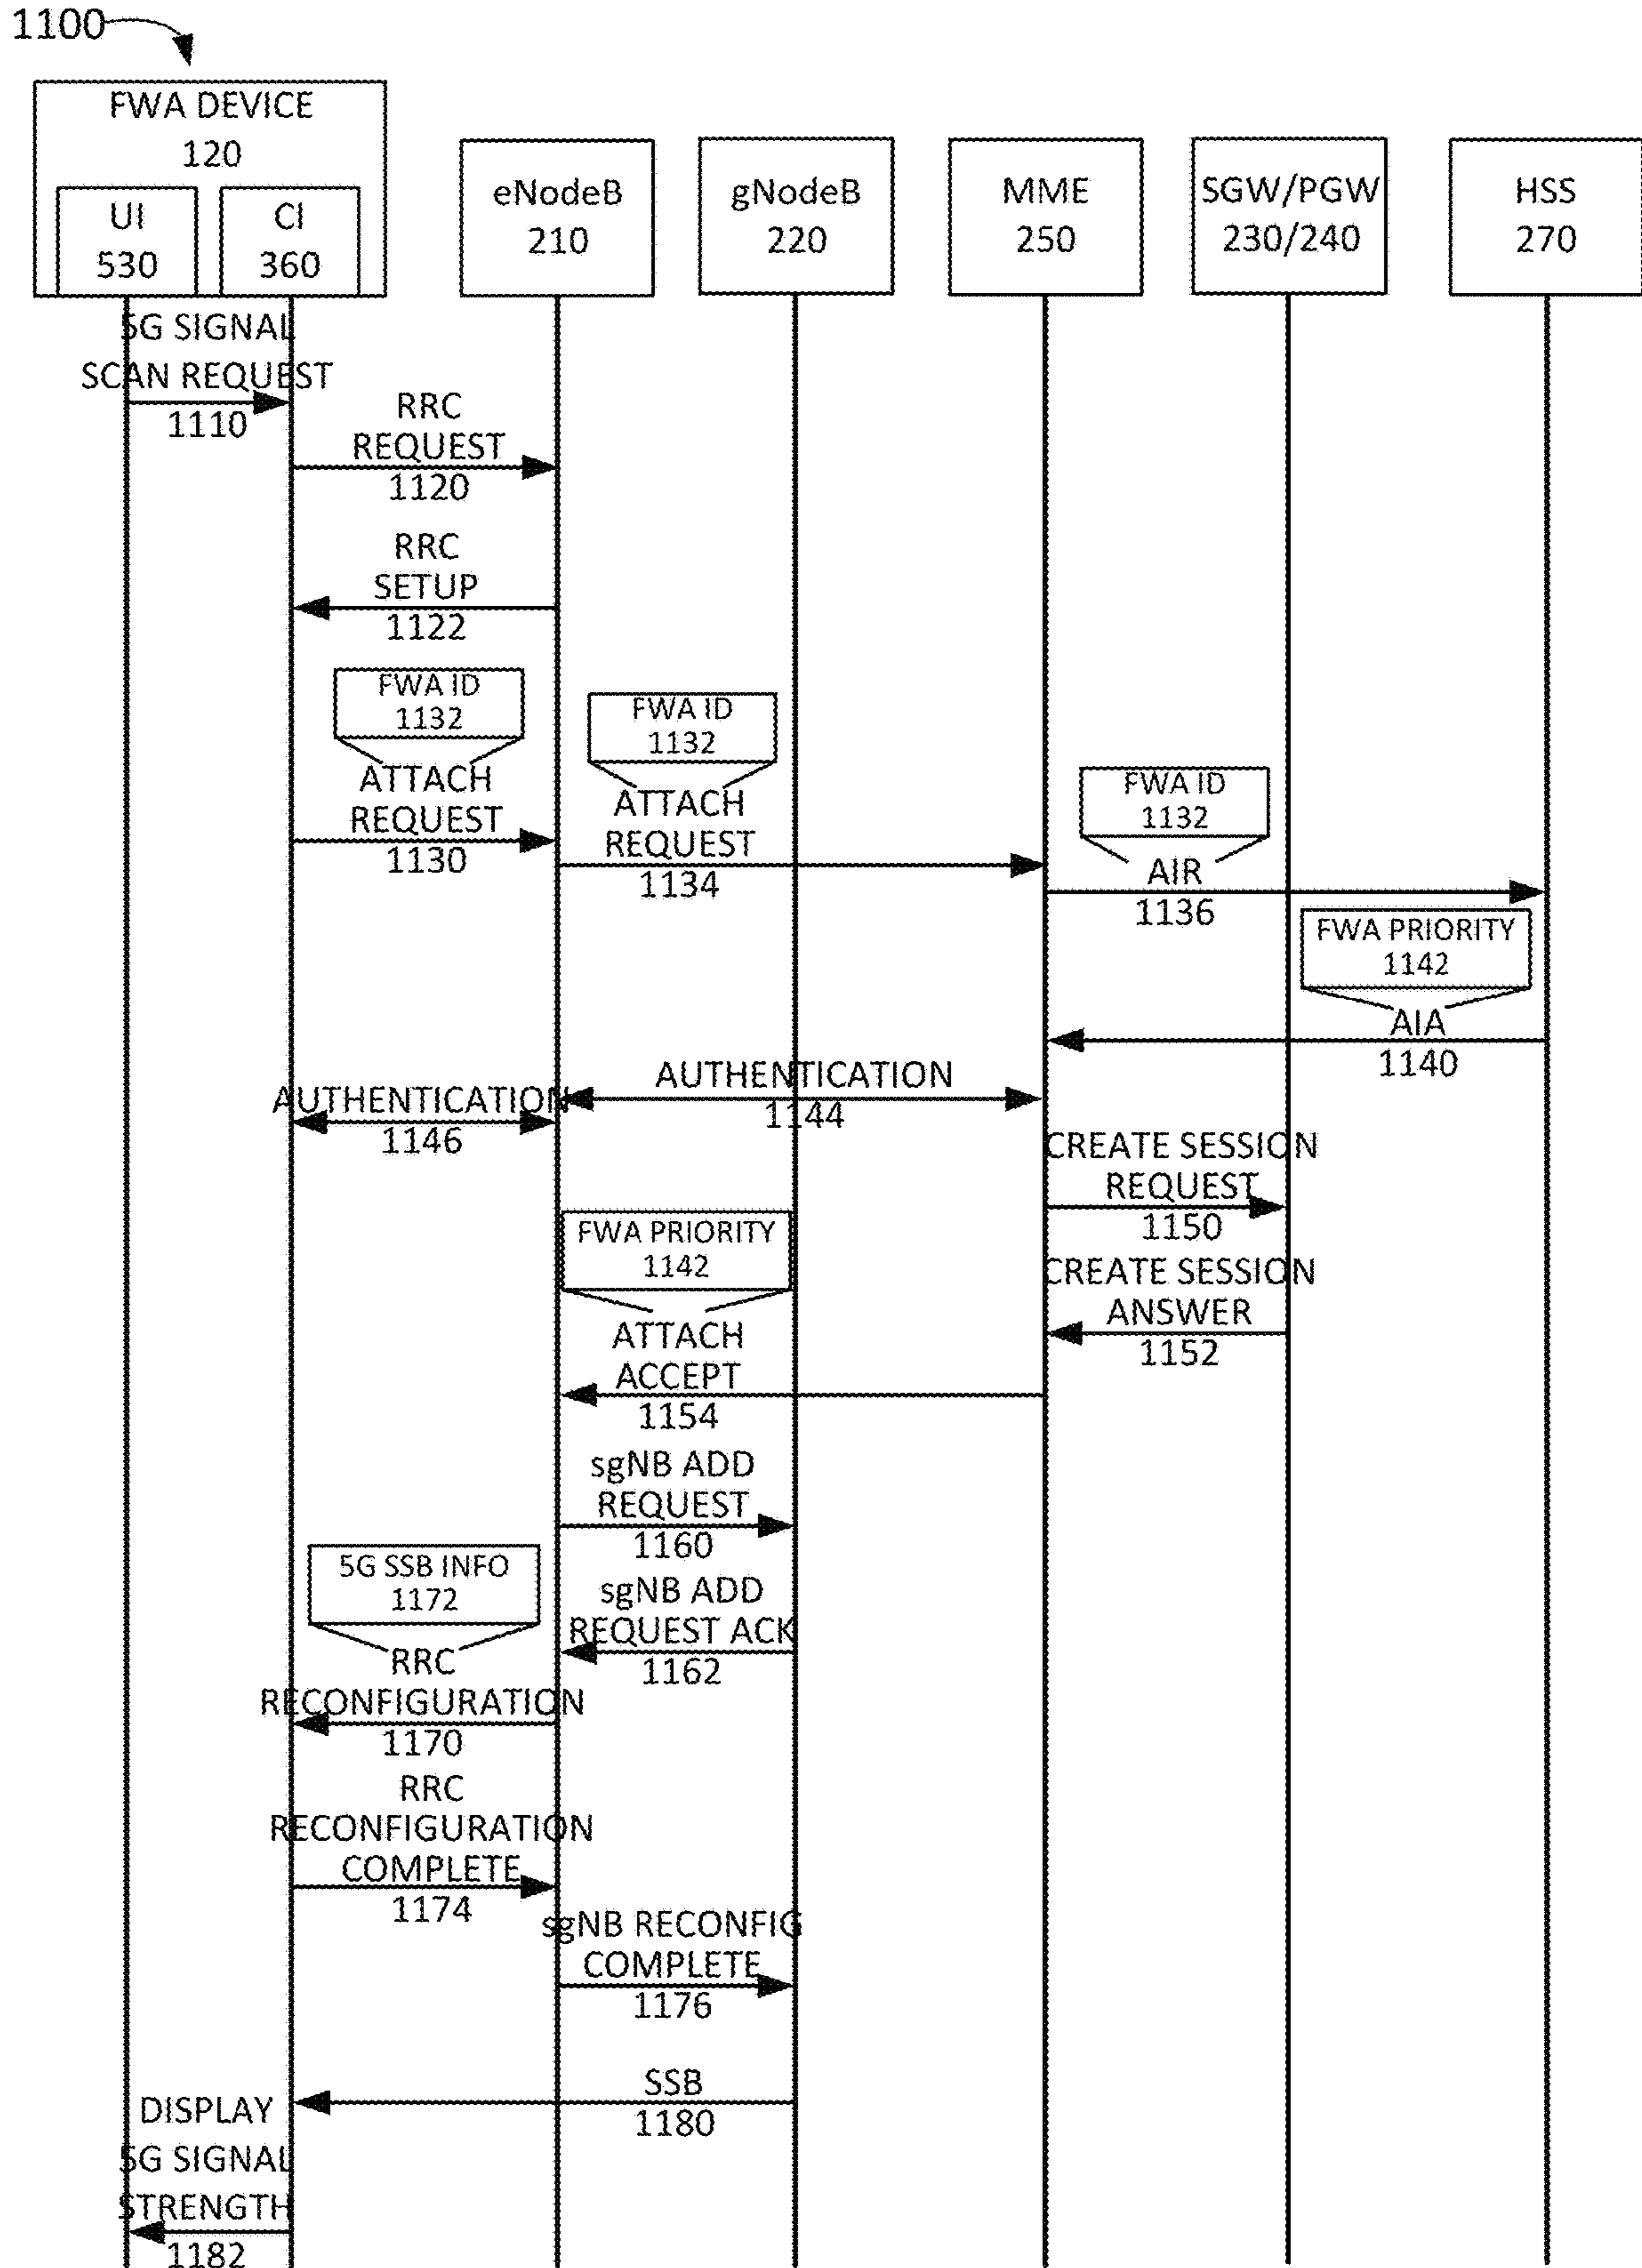 1100
FWA DEVICE
120
UI
530
CI
360
eNodeB
210
gNodeB
220
MME
250
SGW/PGW
230/240
HSS
270
5G SIGNAL
SCAN REQUEST
1110
RRC
REQUEST
1120
RRC
SETUP
1122
FWA ID
1132
ATTACH
REQUEST
1130
FWA ID
1132
ATTACH
REQUEST
1134
FWA ID
1132
AIR
1136
FWA PRIORITY
1142
AIA
1140
AUTHENTICATION
1144
AUTHENTICATION
1146
CREATE SESSION
REQUEST
1150
CREATE SESSION
ANSWER
1152
FWA PRIORITY
1142
ATTACH
ACCEPT
1154
sgNB ADD
REQUEST
1160
sgNB ADD
REQUEST ACK
1162
5G SSB INFO
1172
RRC
RECONFIGURATION
1170
RRC
RECONFIGURATION
COMPLETE
1174
sgNB RECONFIG
COMPLETE
1176
SSB
1180
DISPLAY
5G SIGNAL
STRENGTH
1182